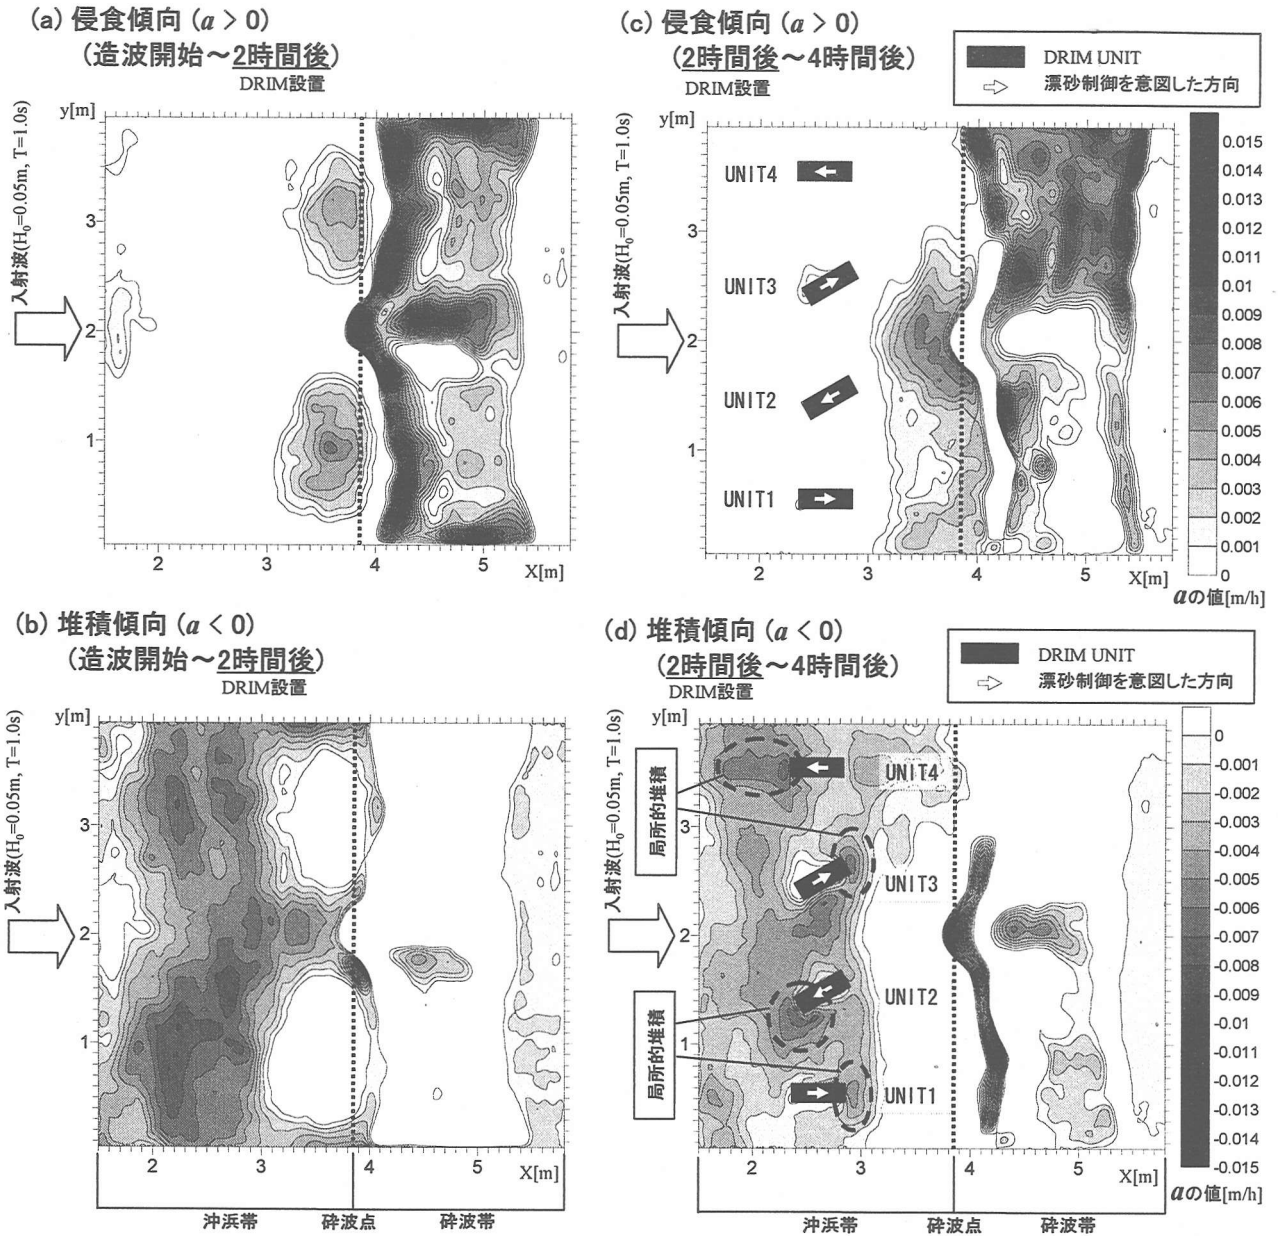 (a) 侵食傾向 (a > 0)
(造波開始～2時間後)
DRIM設置
y[m]
入射波(H₀=0.05m, T=1.0s)
3
2
1
2 3 4 5
X[m]
(c) 侵食傾向 (a > 0)
(2時間後～4時間後)
DRIM設置
DRIM UNIT
漂砂制御を意図した方向
y[m]
入射波(H₀=0.05m, T=1.0s)
3
2
1
UNIT4
UNIT3
UNIT2
UNIT1
2 3 4 5
X[m]
0.015
0.014
0.013
0.012
0.011
0.01
0.009
0.008
0.007
0.006
0.005
0.004
0.003
0.002
0.001
0
aの値[m/h]
(b) 堆積傾向 (a < 0)
(造波開始～2時間後)
DRIM設置
y[m]
入射波(H₀=0.05m, T=1.0s)
3
2
1
2 3 4 5
X[m]
沖浜帯 砕波点 砕波帯
(d) 堆積傾向 (a < 0)
(2時間後～4時間後)
DRIM設置
DRIM UNIT
漂砂制御を意図した方向
y[m]
入射波(H₀=0.05m, T=1.0s)
局所的堆積
局所的堆積
3
2
1
UNIT4
UNIT3
UNIT2
UNIT1
2 3 4 5
X[m]
沖浜帯 砕波点 砕波帯
0
-0.001
-0.002
-0.003
-0.004
-0.005
-0.006
-0.007
-0.008
-0.009
-0.01
-0.011
-0.012
-0.013
-0.014
-0.015
aの値[m/h]